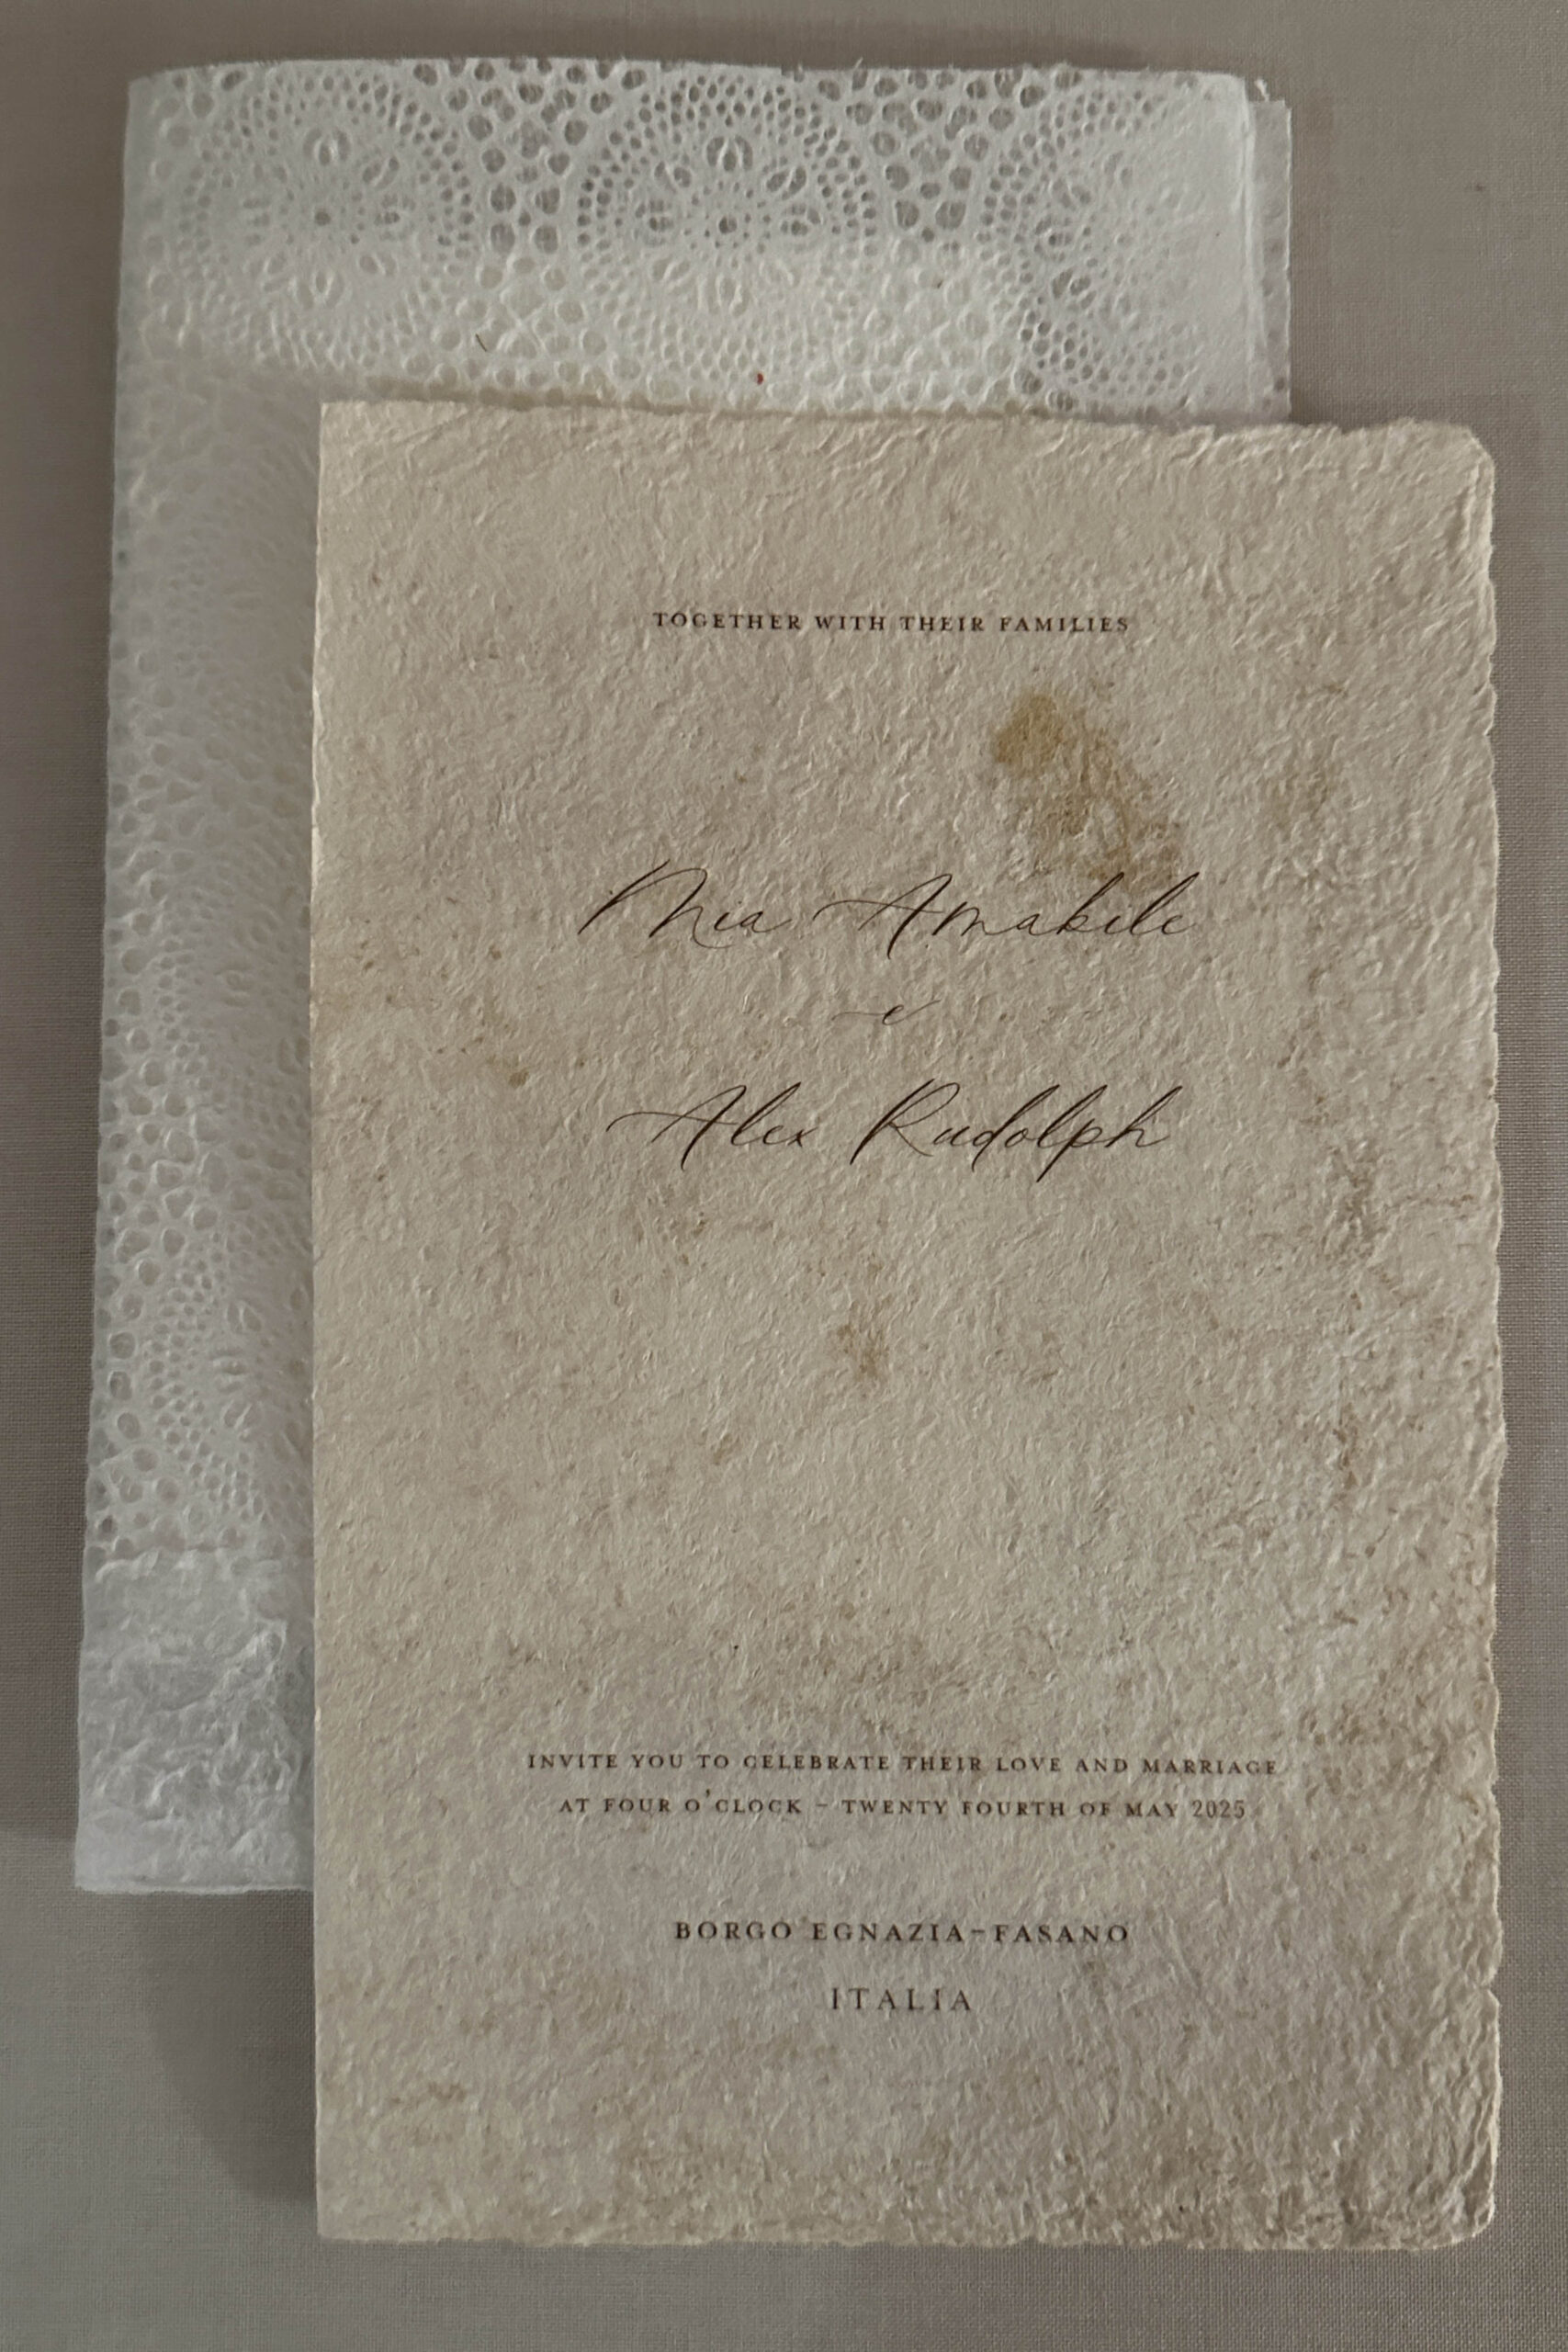 TOGETHER WITH THEIR FAMILIES
Mia Amabile
e
Alex Rudolph
INVITE YOU TO CELEBRATE THEIR LOVE AND MARRIAGE
AT FOUR O'CLOCK - TWENTY FOURTH OF MAY 2025
BORGO EGNAZIA-FASANO
ITALIA